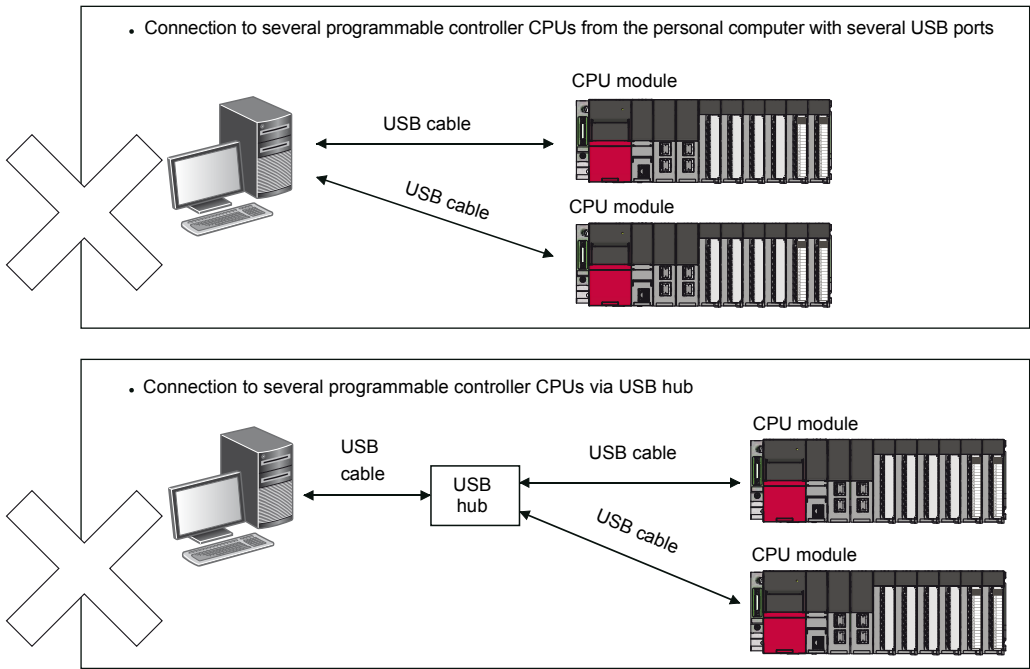 • Connection to several programmable controller CPUs from the personal computer with several USB ports
CPU module
USB cable
USB cable
CPU module
• Connection to several programmable controller CPUs via USB hub
CPU module
USB
cable
USB cable
USB
hub
USB cable
CPU module